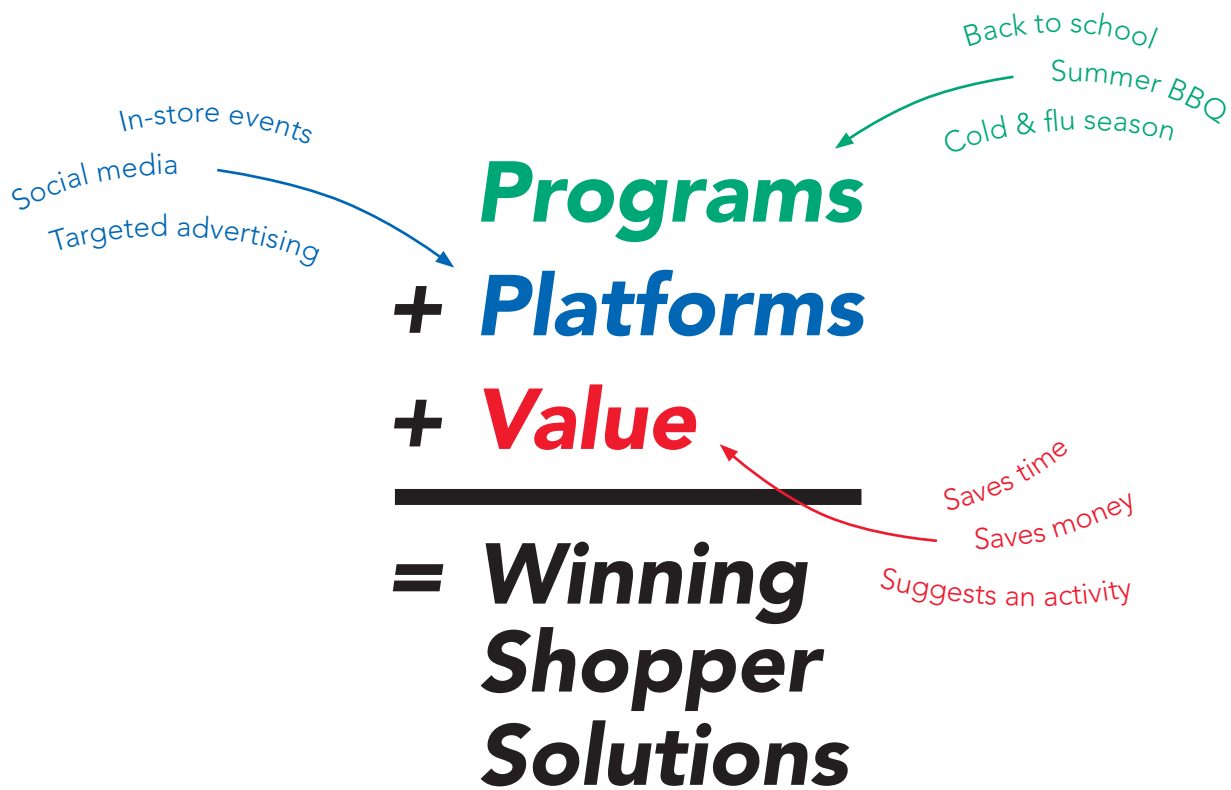 Back to school
Summer BBQ
Cold & flu season
In-store events
Social media
Targeted advertising
Programs
+ Platforms
+ Value
Saves time
Saves money
Suggests an activity
= Winning
Shopper
Solutions